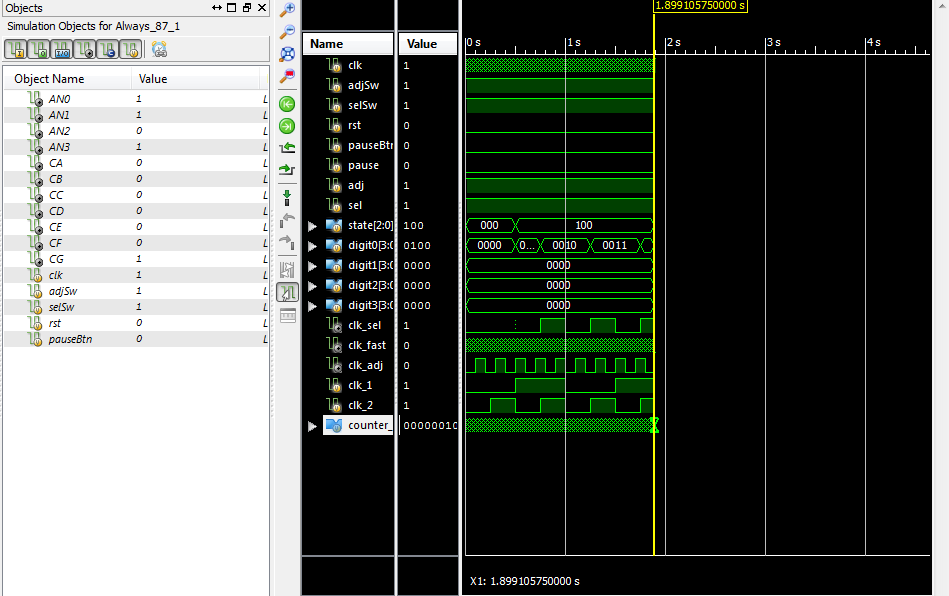 Objects
Simulation Objects for Always_87_1
Object Name Value
AN0 1 L
AN1 1 L
AN2 0 L
AN3 1 L
CA 0 L
CB 0 L
CC 0 L
CD 0 L
CE 0 L
CF 0 L
CG 1 L
clk 1 L
adjSw 1 L
selSw 1 L
rst 0 L
pauseBtn 0 L
1.899105750000 s
Name Value
0 s 1 s 2 s 3 s 4 s
clk 1
adjSw 1
selSw 1
rst 0
pauseBtn 0
pause 0
adj 1
sel 1
state[2:0] 100 000 100
digit0[3:0 0100 0000 0... 0010 0011
digit1[3:0 0000 0000
digit2[3:0 0000 0000
digit3[3:0 0000 0000
clk_sel 1
clk_fast 0
clk_adj 0
clk_1 1
clk_2 1
counter_ 00000010
X1: 1.899105750000 s